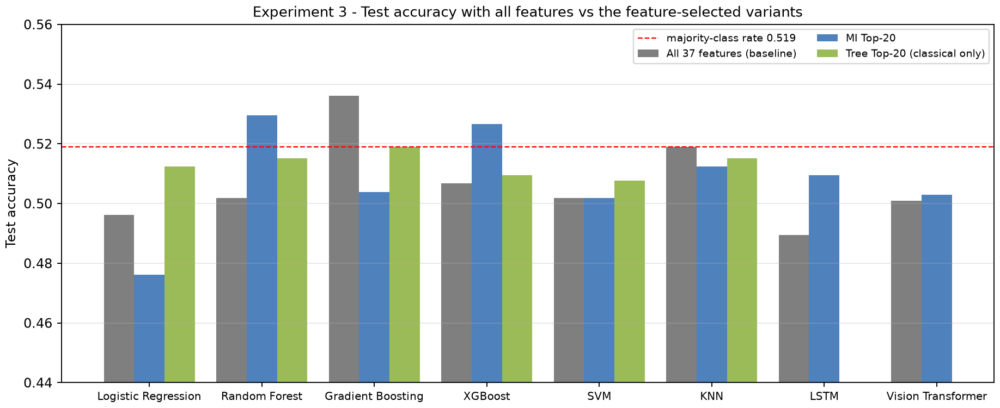 Experiment 3 - Test accuracy with all features vs the feature-selected variants
majority-class rate 0.519
All 37 features (baseline)
MI Top-20
Tree Top-20 (classical only)
Test accuracy
0.56
0.54
0.52
0.50
0.48
0.46
0.44
Logistic Regression
Random Forest
Gradient Boosting
XGBoost
SVM
KNN
LSTM
Vision Transformer